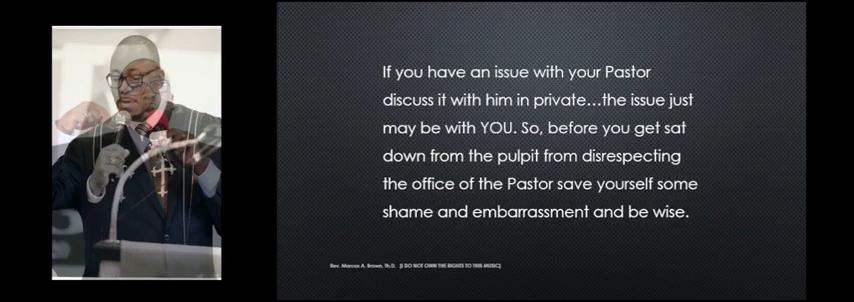 If you have an issue with your Pastor
discuss it with him in private...the issue just
may be with YOU. So, before you get sat
down from the pulpit from disrespecting
the office of the Pastor save yourself some
shame and embarrassment and be wise.
Rev. Marcos A. Brown, Th.D. [I DO NOT OWN THE RIGHTS TO THIS MUSIC]